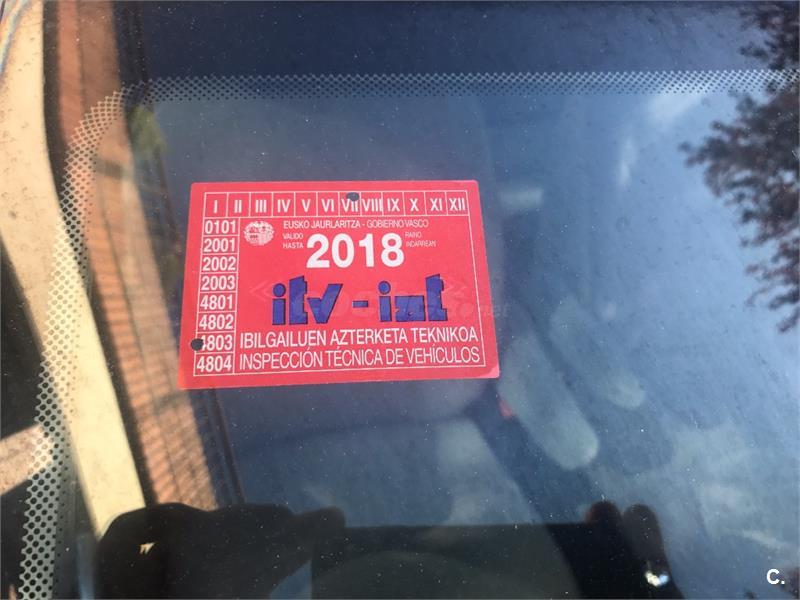 I II III IV V VI VII VIII IX X XI XII
0101 EUSKO JAURLARITZA - GOBIERNO VASCO
2001 VALIDO HASTA 2018 RAINO INDARREAN
2002
2003
4801 itv - iat
4802
4803 IBILGAILUEN AZTERKETA TEKNIKOA
4804 INSPECCIÓN TÉCNICA DE VEHÍCULOS
C.